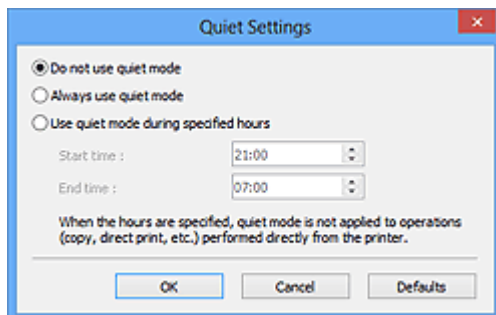 Quiet Settings
Do not use quiet mode
Always use quiet mode
Use quiet mode during specified hours
Start time :
21:00
End time :
07:00
When the hours are specified, quiet mode is not applied to operations
(copy, direct print, etc.) performed directly from the printer.
OK
Cancel
Defaults